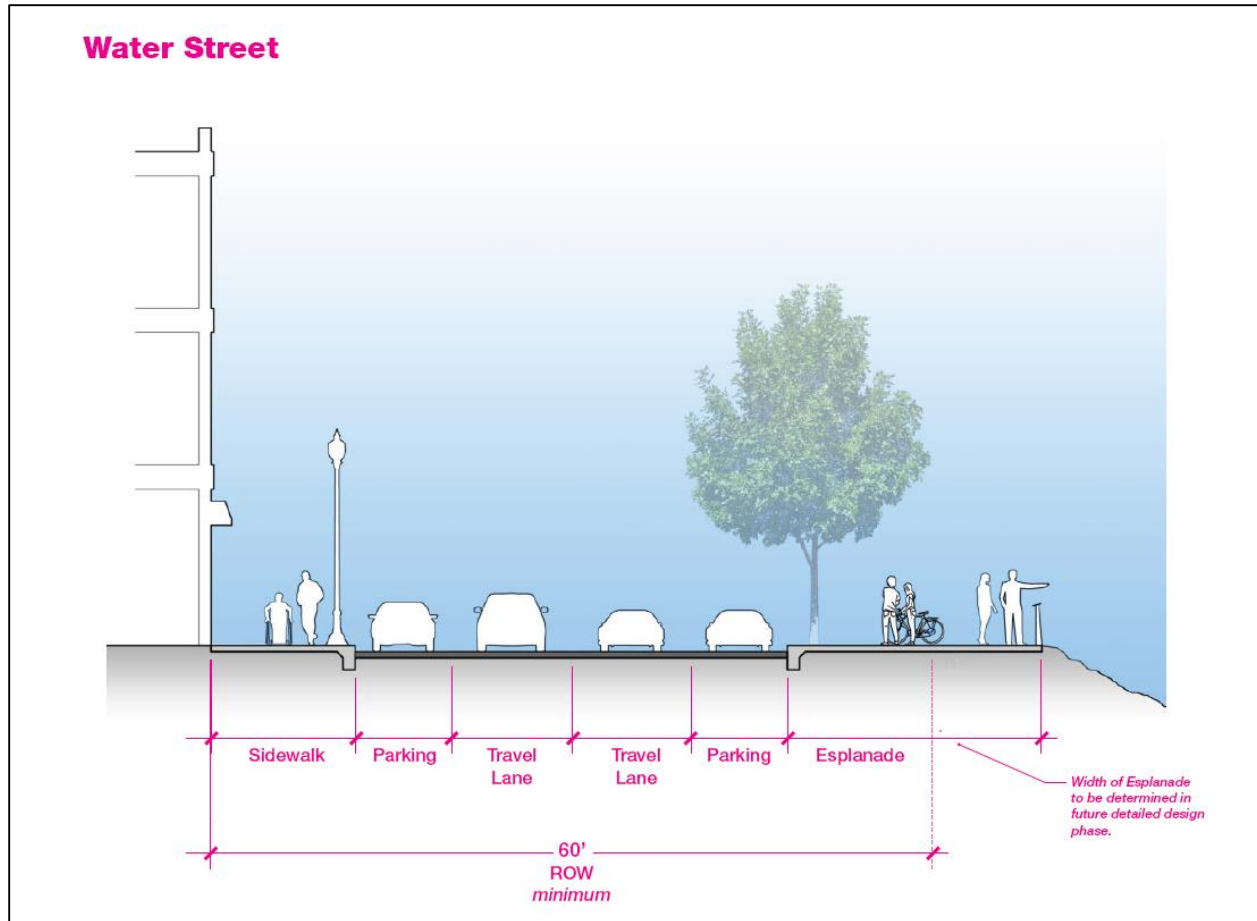 Water Street
Sidewalk
Parking
Travel
Lane
Travel
Lane
Parking
Esplanade
Width of Esplanade
to be determined in
future detailed design
phase.
60'
ROW
minimum